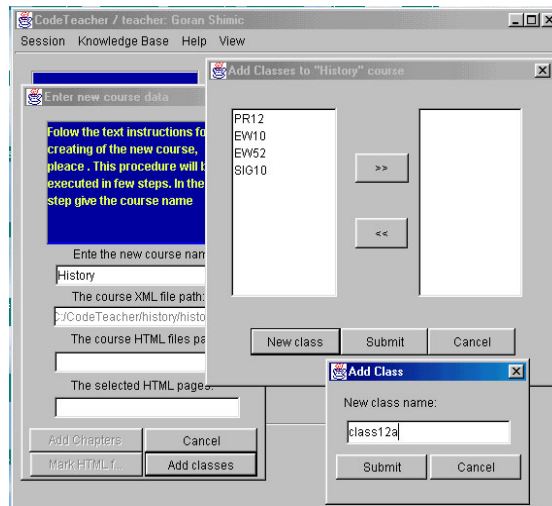 CodeTeacher / teacher: Goran Shimic
Session Knowledge Base Help View
Add Classes to "History" course
Enter new course data
Folow the text instructions fo
creating of the new course,
pleace . This procedure will b
executed in few steps. In the
step give the course name
Ente the new course nam
History
The course XML file path:
C:/CodeTeacher/history/histo
The course HTML files pa
The selected HTML pages:
Add Chapters
Cancel
Mark HTML f...
Add classes
PR12
EW10
EW52
SIG10
>>
<<
New class
Submit
Cancel
Add Class
New class name:
class12a
Submit
Cancel